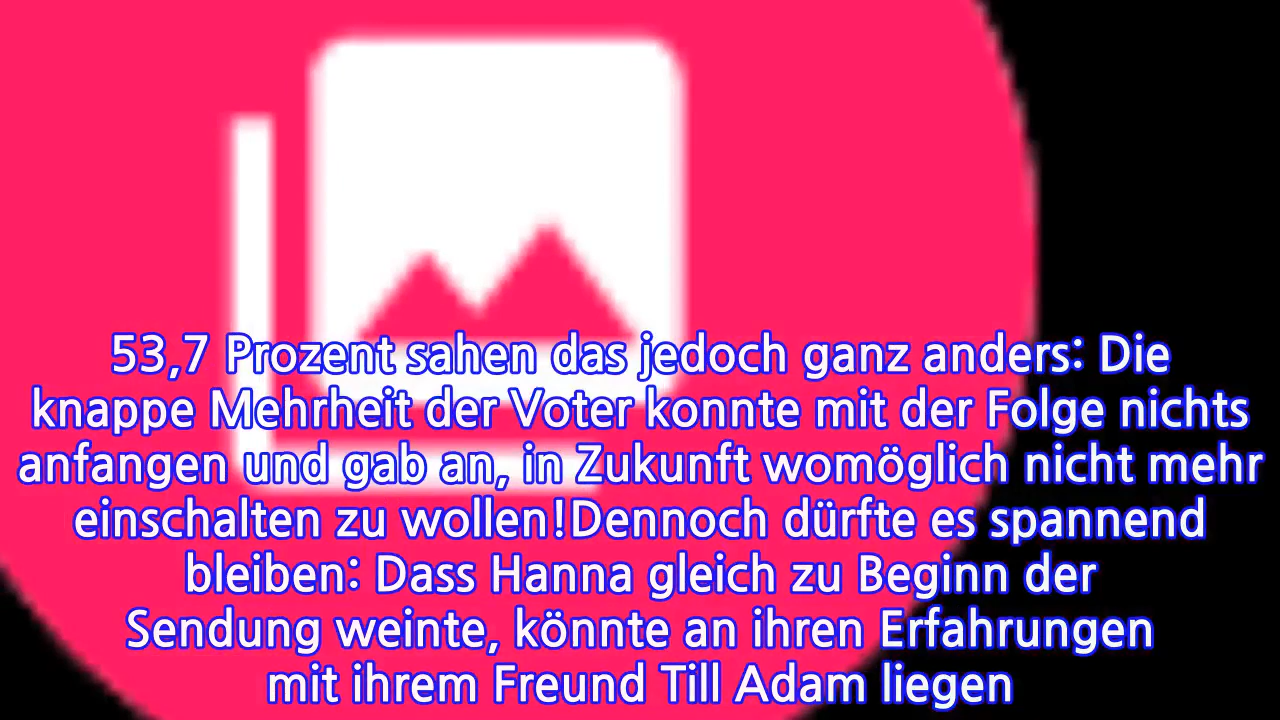 53,7 Prozent sahen das jedoch ganz anders: Die
knappe Mehrheit der Voter konnte mit der Folge nichts
anfangen und gab an, in Zukunft womöglich nicht mehr
einschalten zu wollen!Dennoch dürfte es spannend
bleiben: Dass Hanna gleich zu Beginn der
Sendung weinte, könnte an ihren Erfahrungen
mit ihrem Freund Till Adam liegen